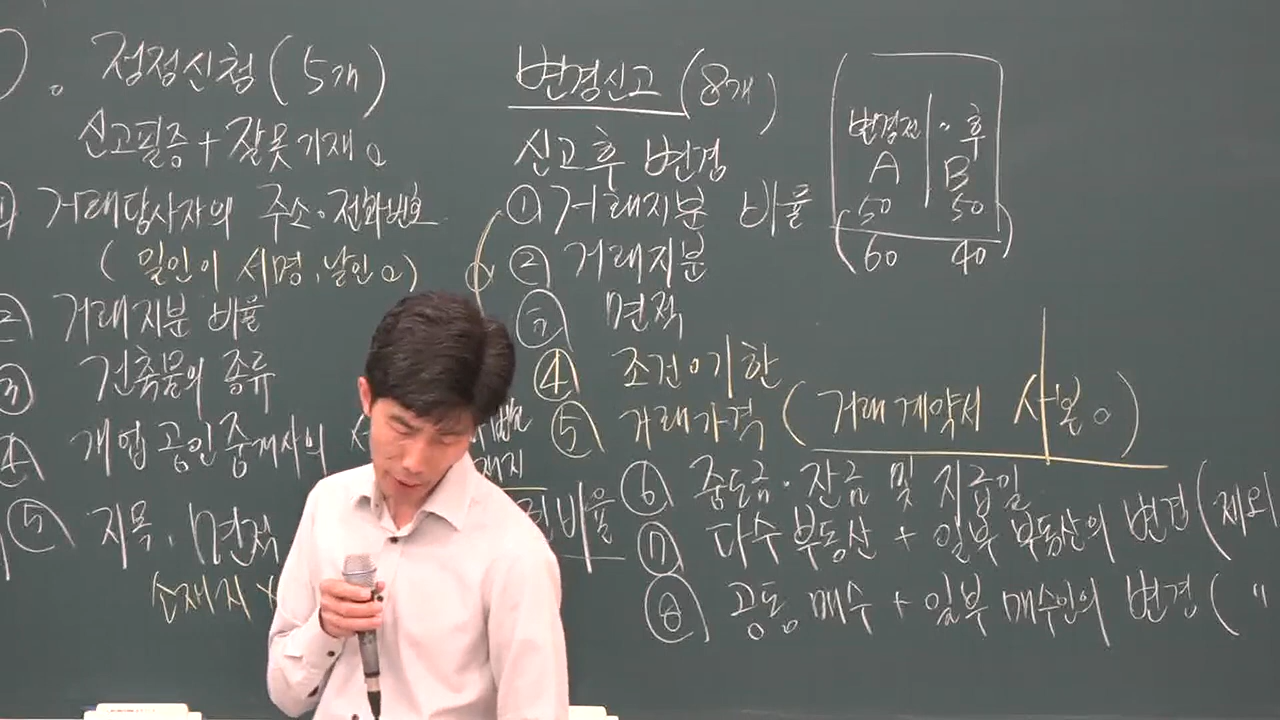 정정신청 (5개)
신고필증 + 잘못 기재 ○
① 거래당사자의 주소·전화번호
( 일인이 서명, 날인 ○)
② 거래지분 비율
③ 건축물의 종류
④ 개업공인중개사의
⑤ 지목, 면적
소재지 X
비율
변경신고 (8개)
신고 후 변경
① 거래지분 비율
② 거래지분
③ 면적
④ 조건·기한
⑤ 거래가격 (거래계약서 사본 ○)
⑥ 중도금·잔금 및 지급일
⑦ 다수 부동산 + 일부 부동산의 변경 (제외
⑧ 공동 매수 + 일부 매수인의 변경 ( "
변경전 | " 후
A B
50 50
(60 40)